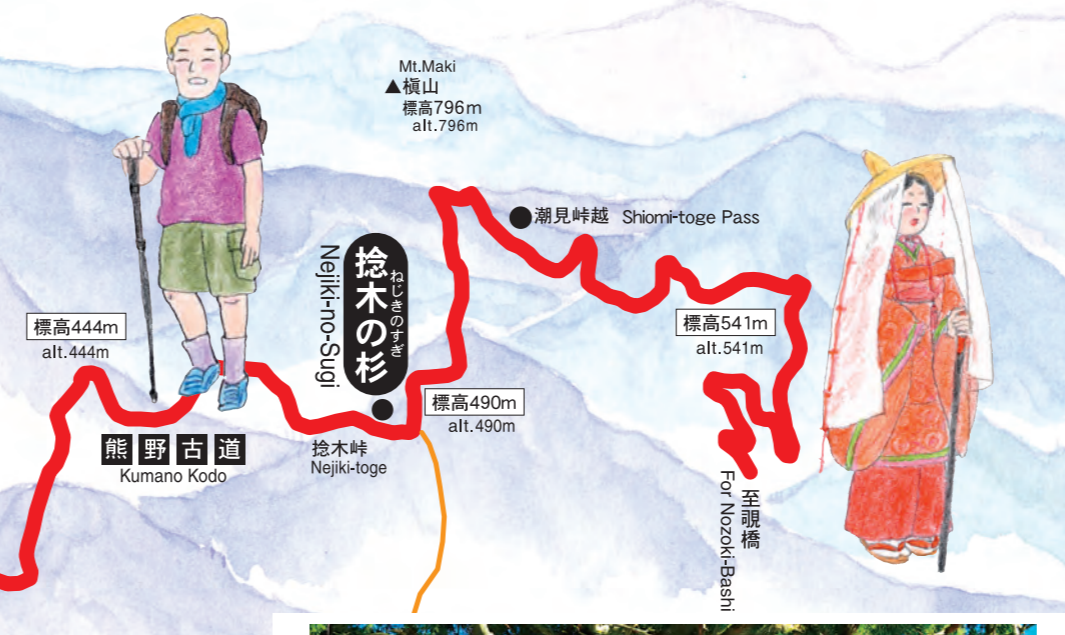 Mt.Maki
▲槇山
標高796m
alt.796m
潮見峠越 Shiomi-toge Pass
捻木の杉
ねじきのすぎ
Nejiki-no-Sugi
標高444m
alt.444m
標高541m
alt.541m
標高490m
alt.490m
熊野古道
Kumano Kodo
捻木峠
Nejiki-toge
至覗橋
For Nozoki-Bashi